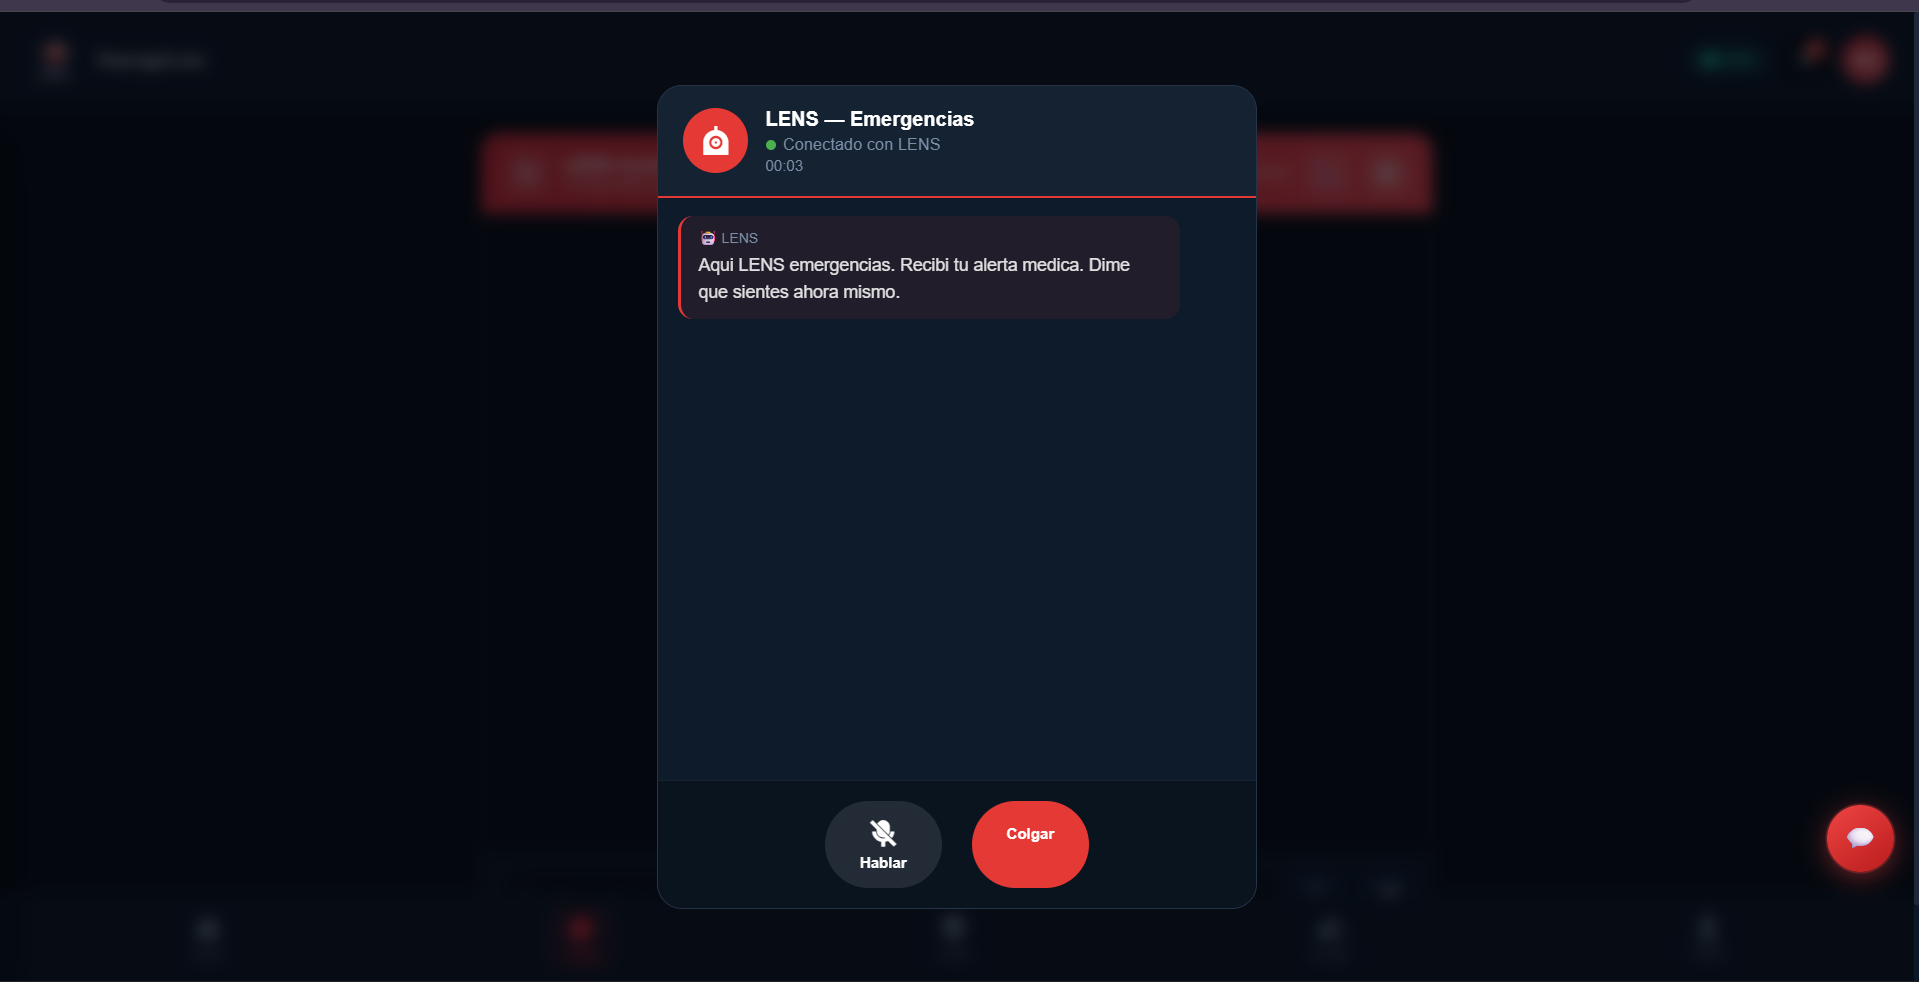 LENS — Emergencias
Conectado con LENS
00:03
LENS
Aqui LENS emergencias. Recibi tu alerta medica. Dime
que sientes ahora mismo.
Hablar
Colgar